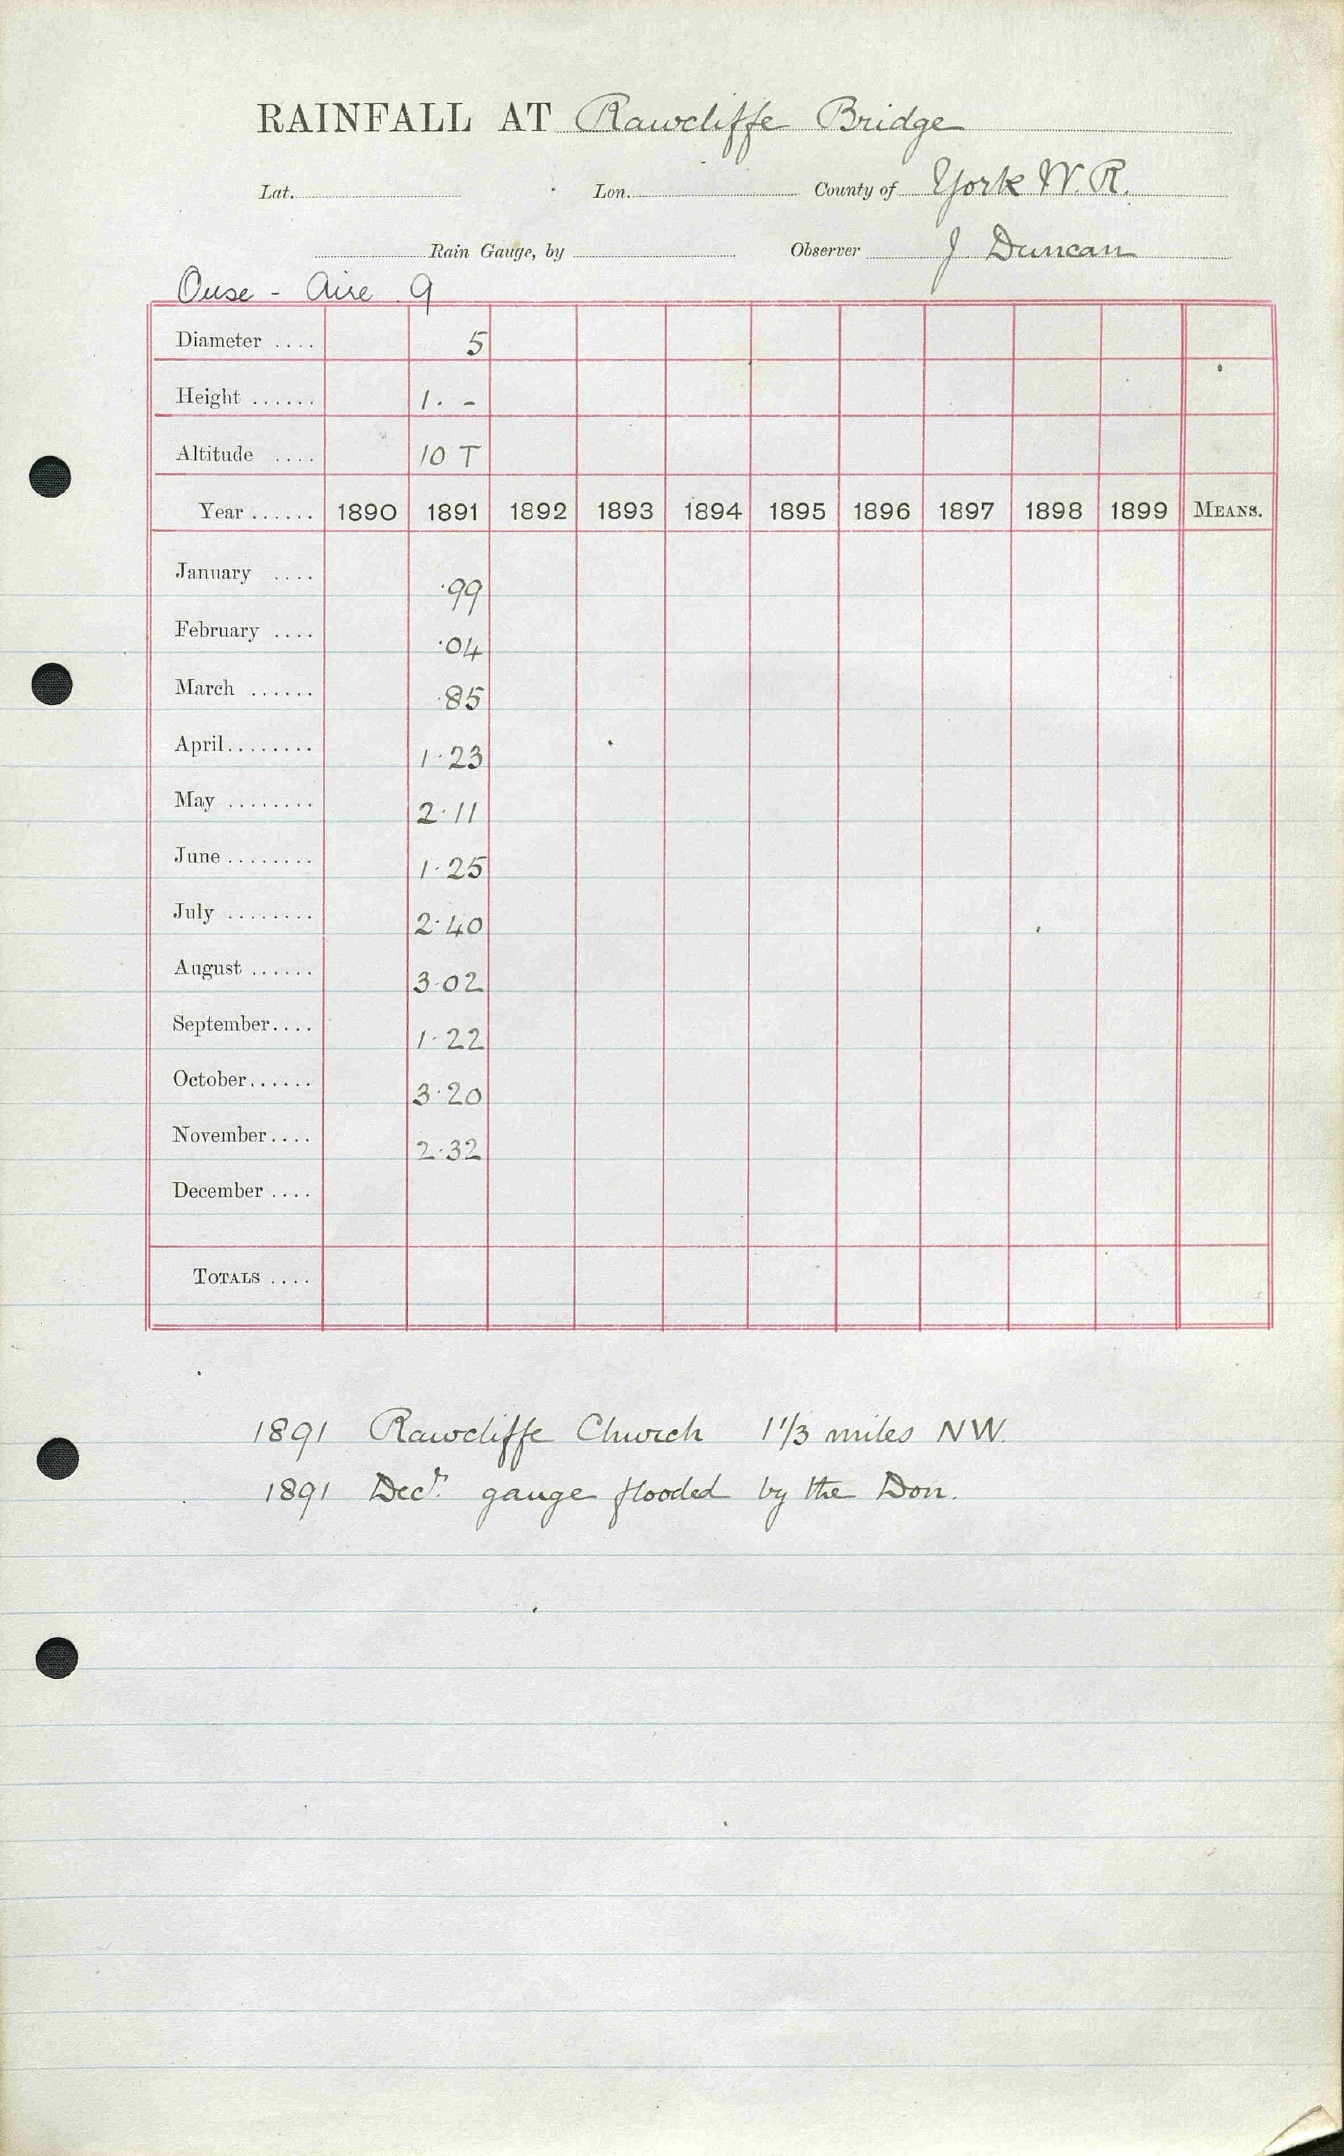 RAINFALL AT Rawcliffe Bridge
Lat. Lon. County of York W.R.
Rain Gauge, by Observer J Duncan
Ouse - Aire 9
Diameter .... 5
Height ...... 1. -
Altitude .... 10 T
Year ...... 1890 1891 1892 1893 1894 1895 1896 1897 1898 1899 MEANS.
January .... .99
February .... .04
March ...... .85
April ........ 1.23
May ........ 2.11
June ........ 1.25
July ........ 2.40
August ...... 3.02
September .... 1.22
October ...... 3.20
November .... 2.32
December ....
TOTALS ....
1891 Rawcliffe Church 1 1/3 miles NW.
1891 Decr. gauge flooded by the Don.